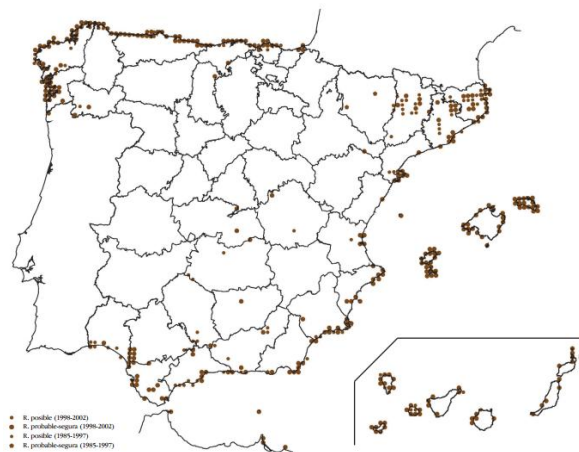 R. posible (1998-2002)
R. probable-segura (1998-2002)
R. posible (1985-1997)
R. probable-segura (1985-1997)